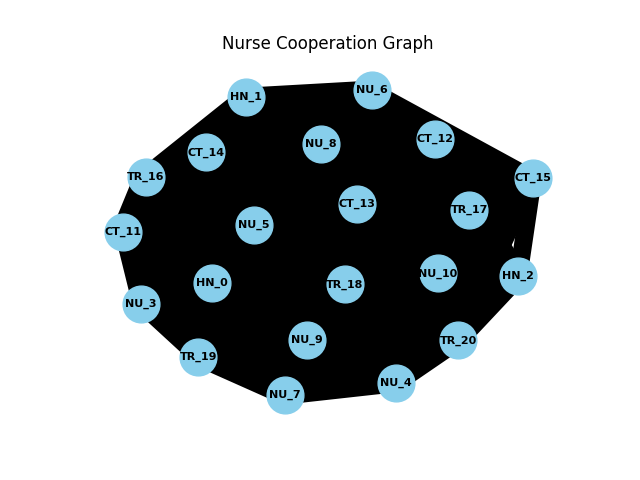 Nurse Cooperation Graph
NU_6
HN_1
CT_12
NU_8
CT_14
TR_16
CT_15
CT_13
TR_17
NU_5
CT_11
NU_10
HN_2
HN_0
TR_18
NU_3
NU_9
TR_20
TR_19
NU_4
NU_7